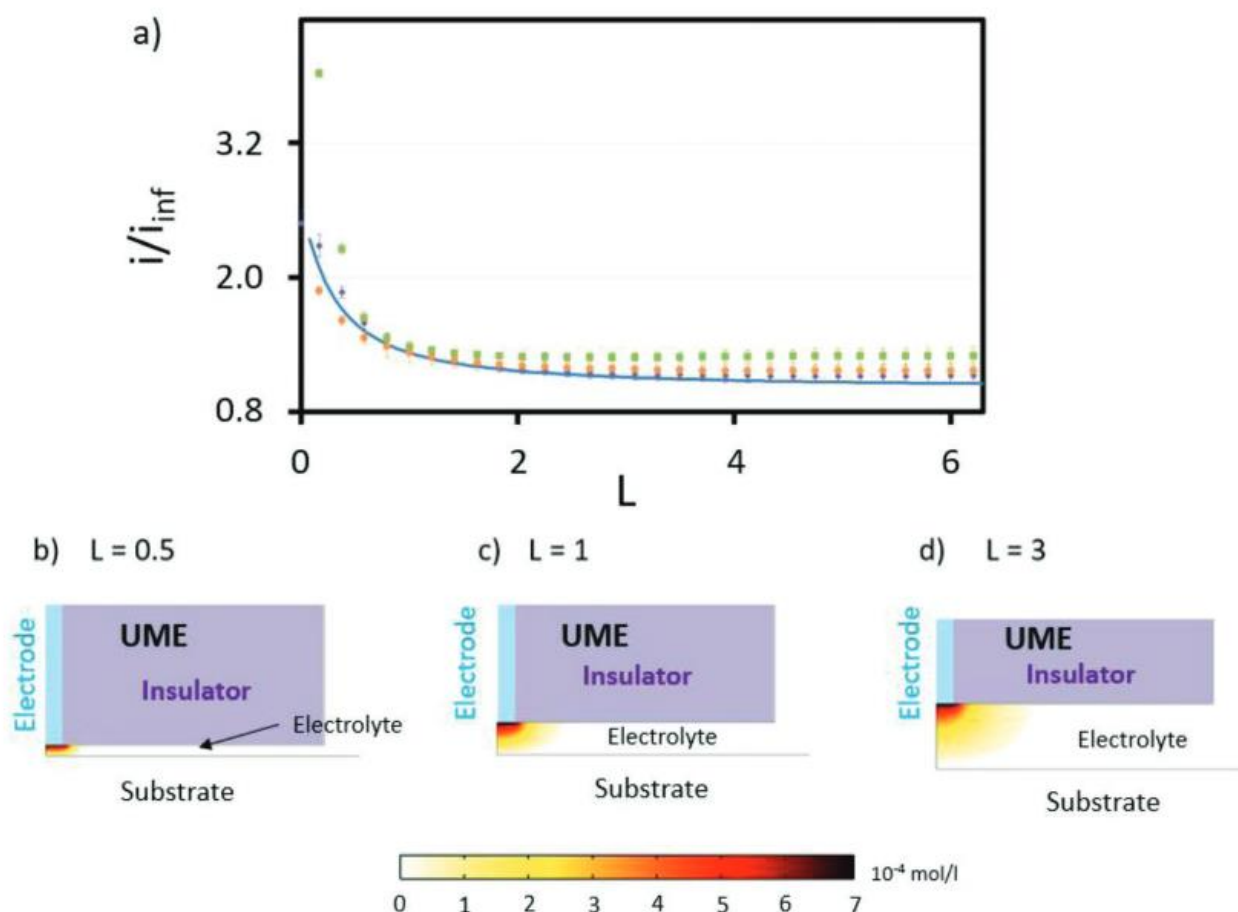 a)
i/i_inf
3.2
2.0
0.8
0 2 4 6
L
b) L = 0.5
c) L = 1
d) L = 3
Electrode
UME
Insulator
Electrolyte
Substrate
Electrode
UME
Insulator
Electrolyte
Substrate
Electrode
UME
Insulator
Electrolyte
Substrate
10⁻⁴ mol/l
0 1 2 3 4 5 6 7